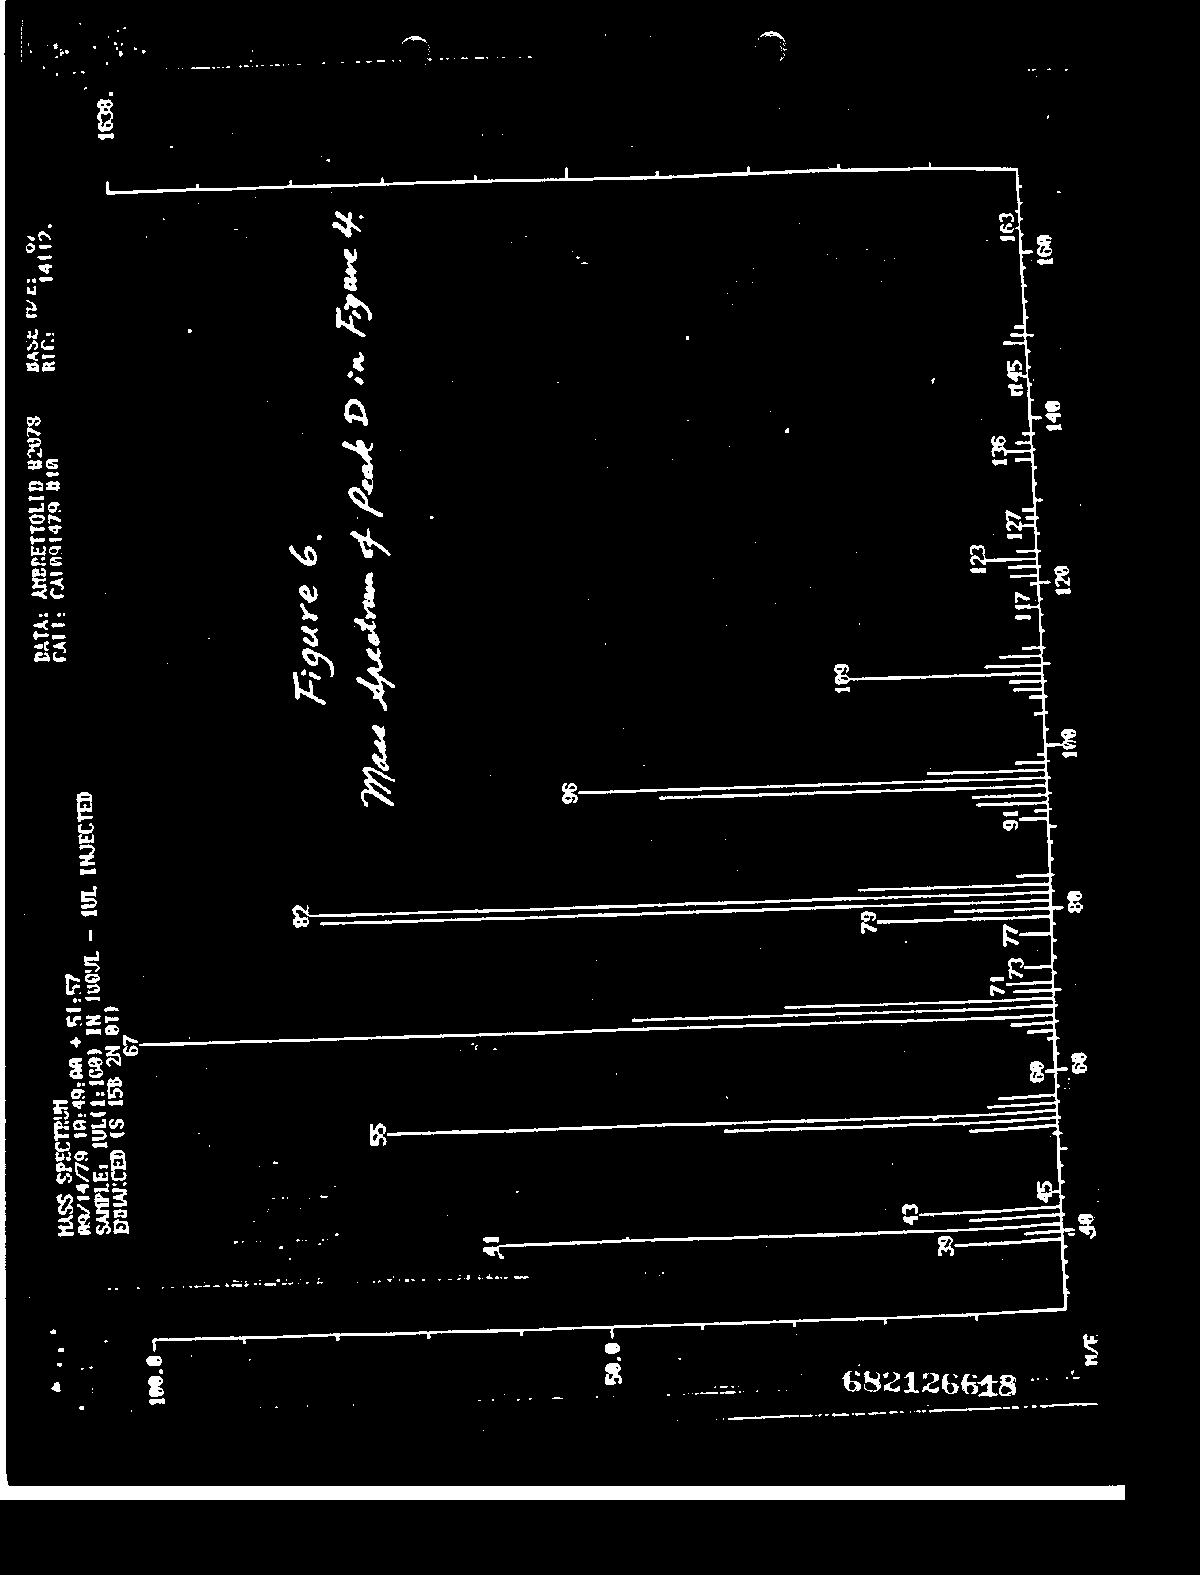 MASS SPECTRUM
09/14/79 10:49:00 + 51:57
SAMPLE: 1UL(1:100) IN 100UL - 1UL INJECTED
ENHANCED (S 15B 2N 0T)
DATA: AMBRETTOLID #2078
CALI: CAL091479 #10
BASE M/E: 67
RIC: 14112.
1638.
Figure 6.
Mass Spectrum of Peak D in Figure 4.
100.0
50.0
67
82
55
96
41
109
43
39
79
123
136
163
91
71
73
77
117
127
145
60
45
40
60
80
100
120
140
160
M/E
682126618